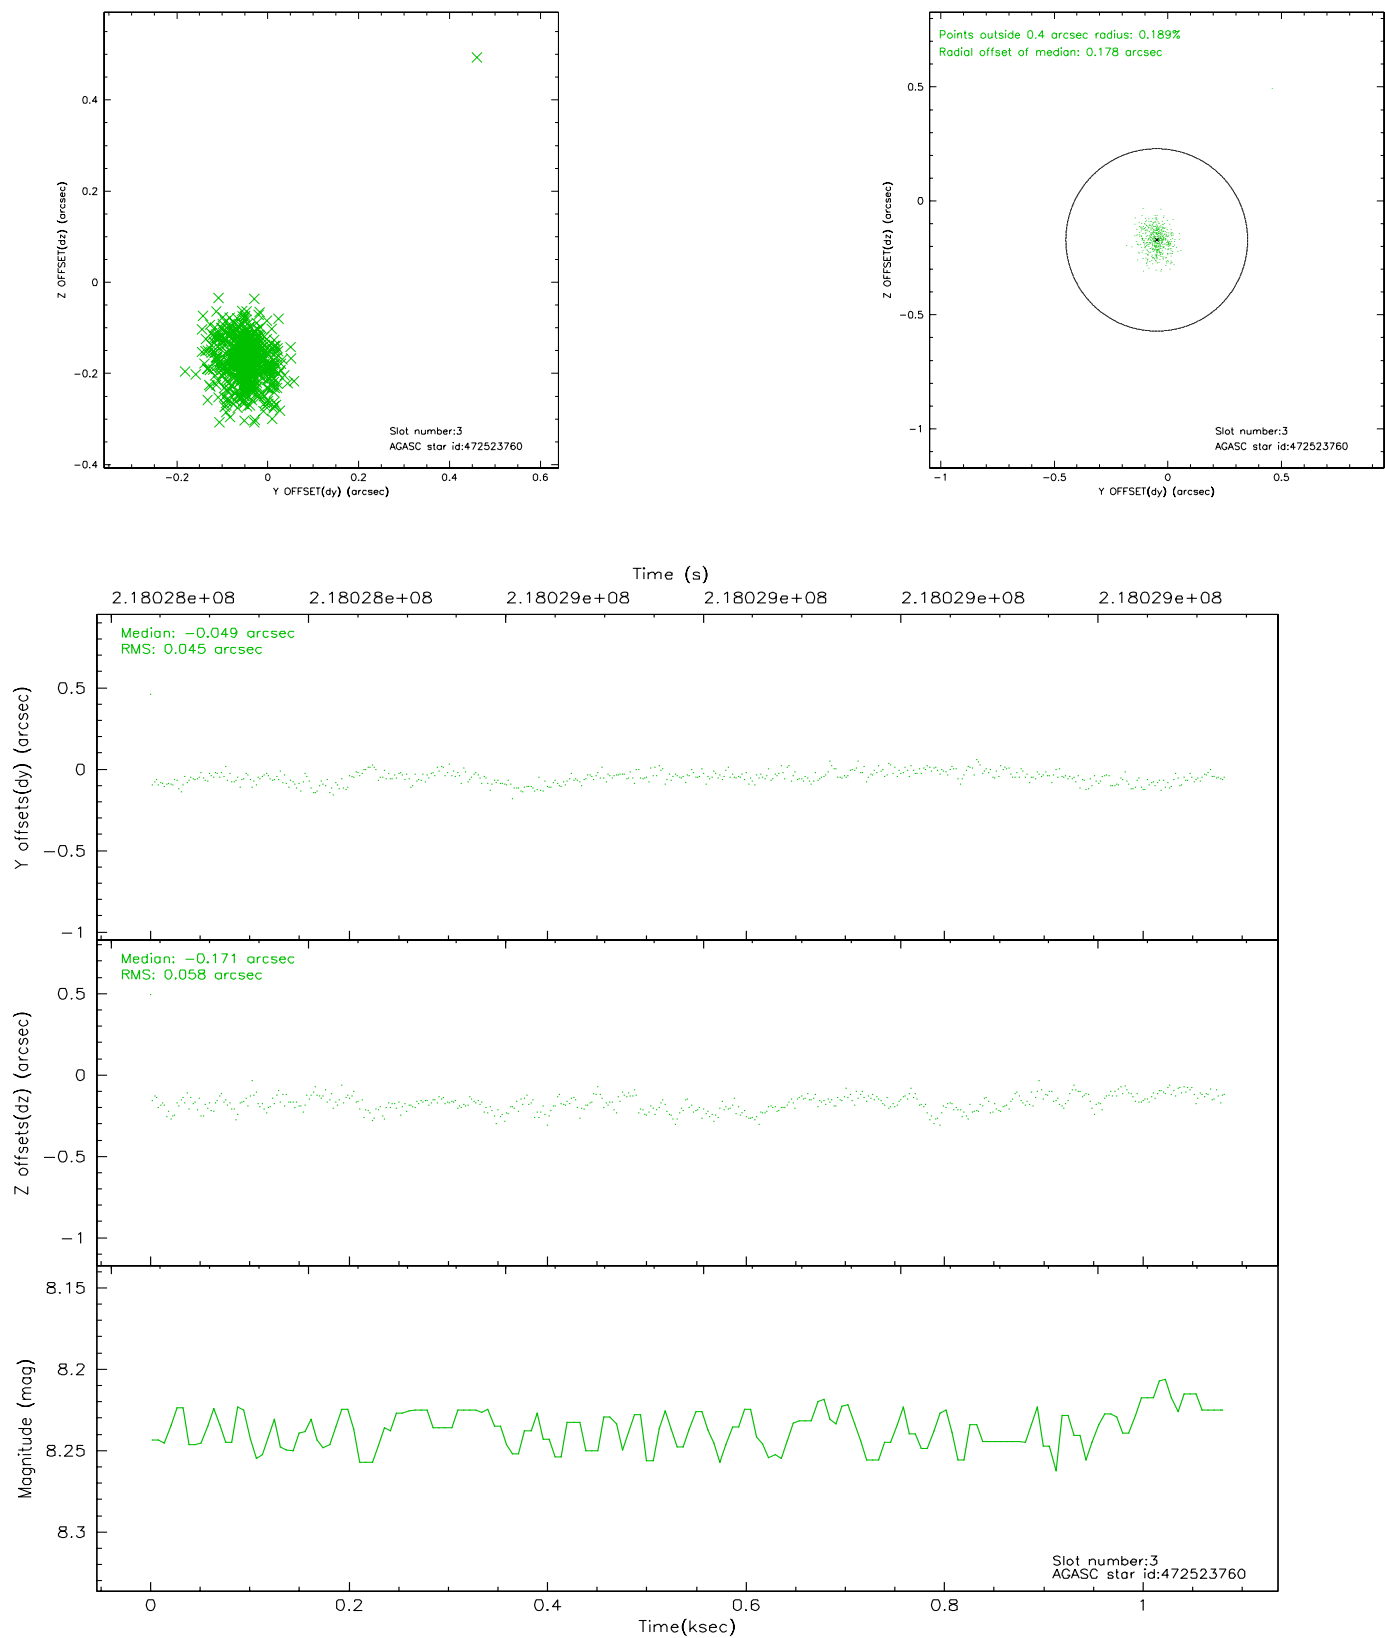 0.4
0.2
0
−0.2
−0.4
Z OFFSET(dz) (arcsec)
−0.2
0
0.2
0.4
0.6
Y OFFSET(dy) (arcsec)
Slot number:3
AGASC star id:472523760
Points outside 0.4 arcsec radius: 0.189%
Radial offset of median: 0.178 arcsec
0.5
0
−0.5
−1
Z OFFSET(dz) (arcsec)
−1
−0.5
0
0.5
Y OFFSET(dy) (arcsec)
Slot number:3
AGASC star id:472523760
Time (s)
2.18028e+08
2.18028e+08
2.18029e+08
2.18029e+08
2.18029e+08
2.18029e+08
Median: −0.049 arcsec
RMS: 0.045 arcsec
0.5
0
−0.5
−1
Y offsets(dy) (arcsec)
Median: −0.171 arcsec
RMS: 0.058 arcsec
0.5
0
−0.5
−1
Z offsets(dz) (arcsec)
8.15
8.2
8.25
8.3
Magnitude (mag)
Slot number:3
AGASC star id:472523760
0
0.2
0.4
0.6
0.8
1
Time(ksec)